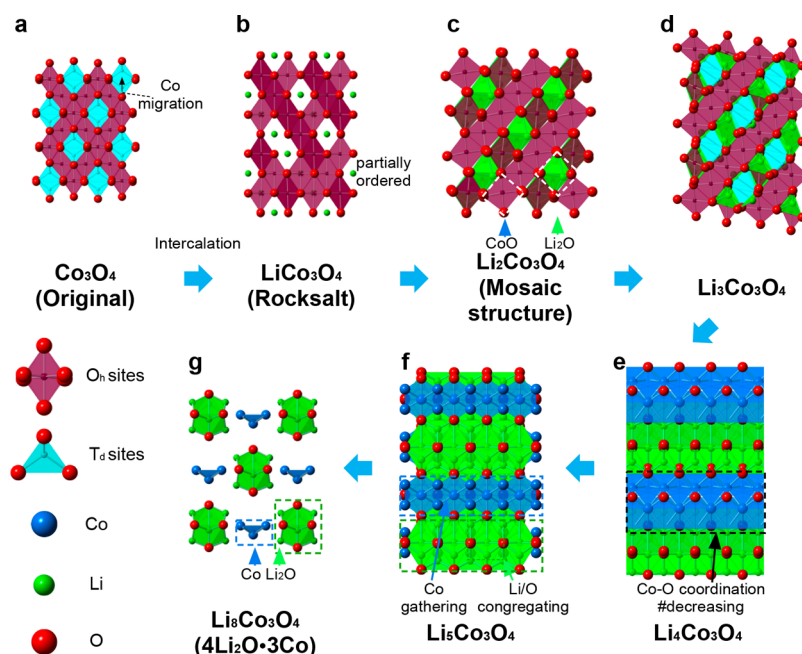 a
b
c
d
Co
migration
partially
ordered
CoO
Li₂O
Intercalation
Co₃O₄
(Original)
LiCo₃O₄
(Rocksalt)
Li₂Co₃O₄
(Mosaic
structure)
Li₃Co₃O₄
Oₕ sites
T_d sites
Co
Li
O
g
f
e
Co Li₂O
Li₈Co₃O₄
(4Li₂O•3Co)
Co
gathering
Li/O
congregating
Li₅Co₃O₄
Co-O coordination
#decreasing
Li₄Co₃O₄